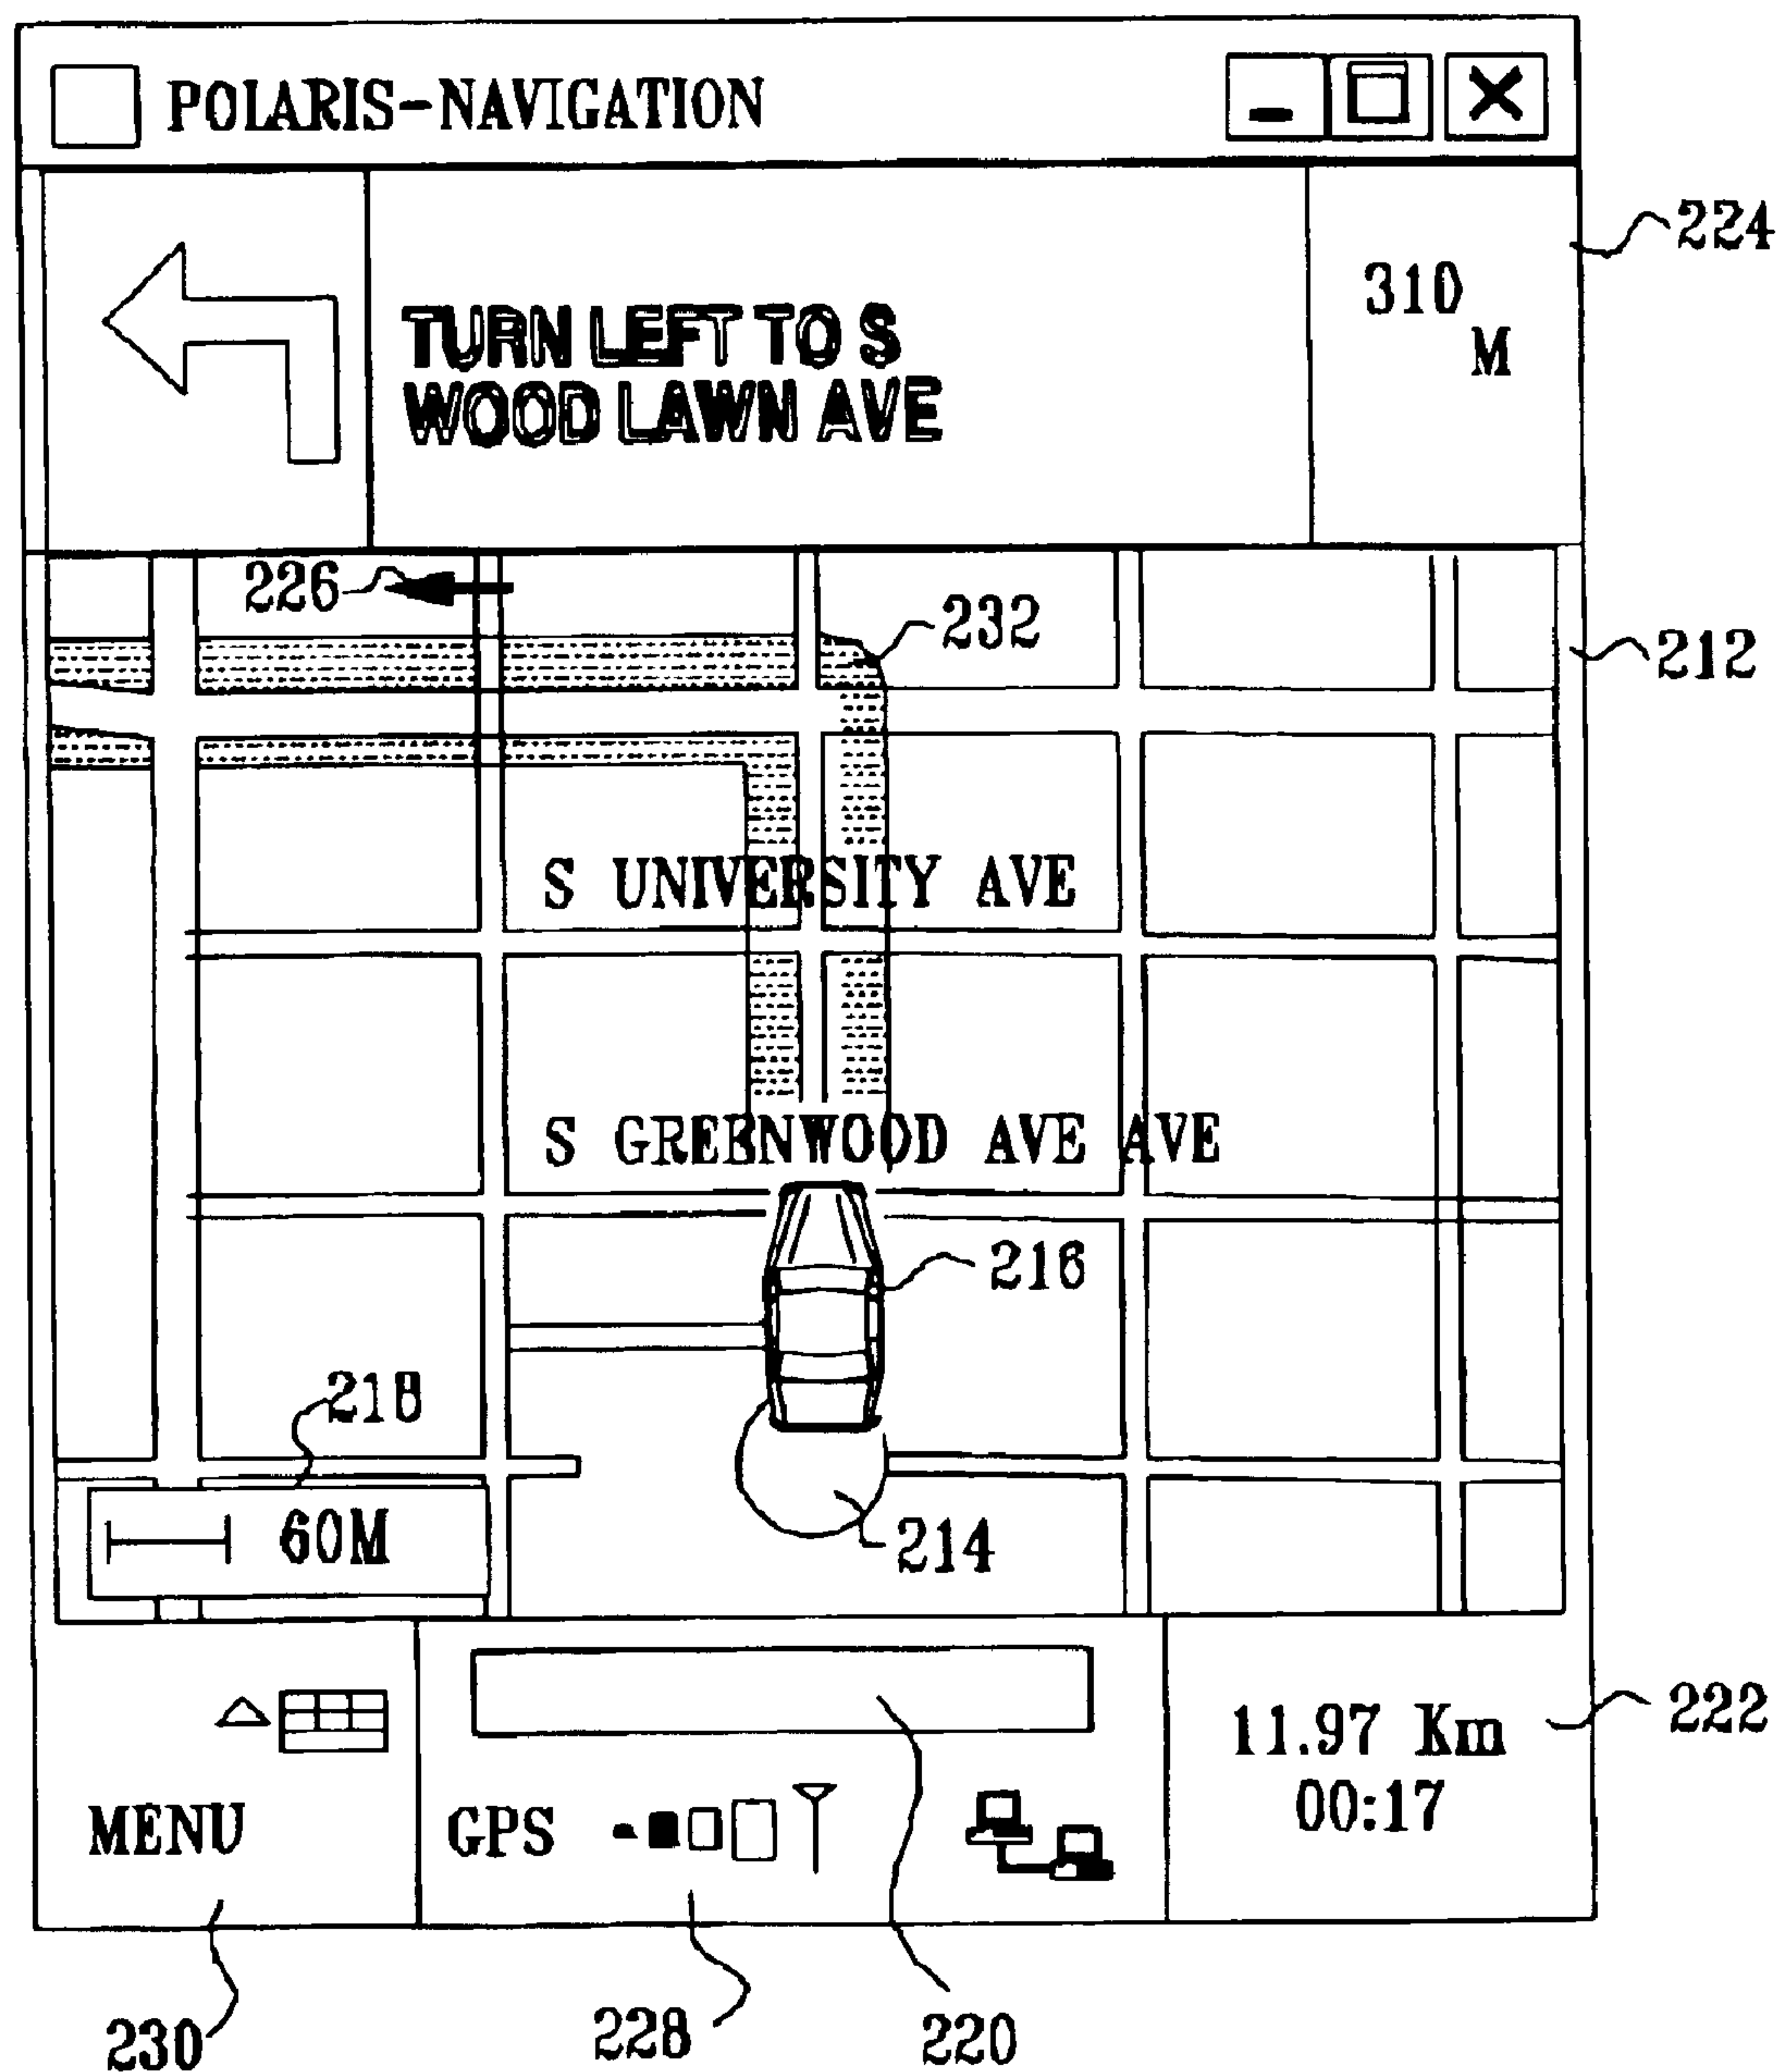 POLARIS-NAVIGATION
224
310
M
TURN LEFT TO S
WOOD LAWN AVE
226
232
212
S UNIVERSITY AVE
S GREENWOOD AVE AVE
216
218
60M
214
11.97 Km
222
00:17
MENU
GPS
230
228
220